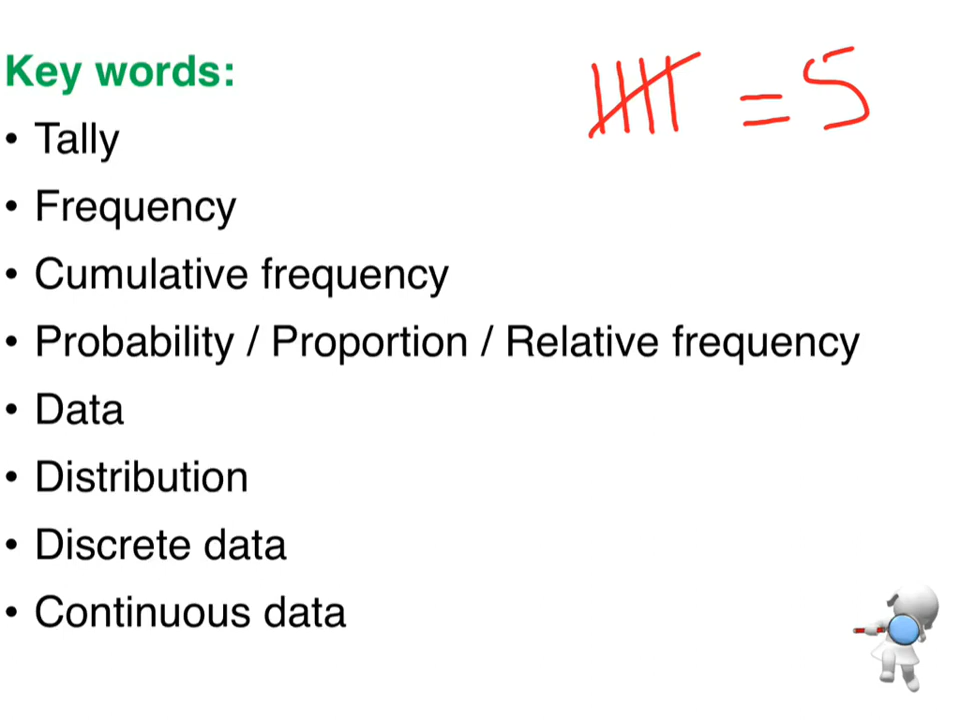 Key words:
𝍸 = 5
• Tally
• Frequency
• Cumulative frequency
• Probability / Proportion / Relative frequency
• Data
• Distribution
• Discrete data
• Continuous data